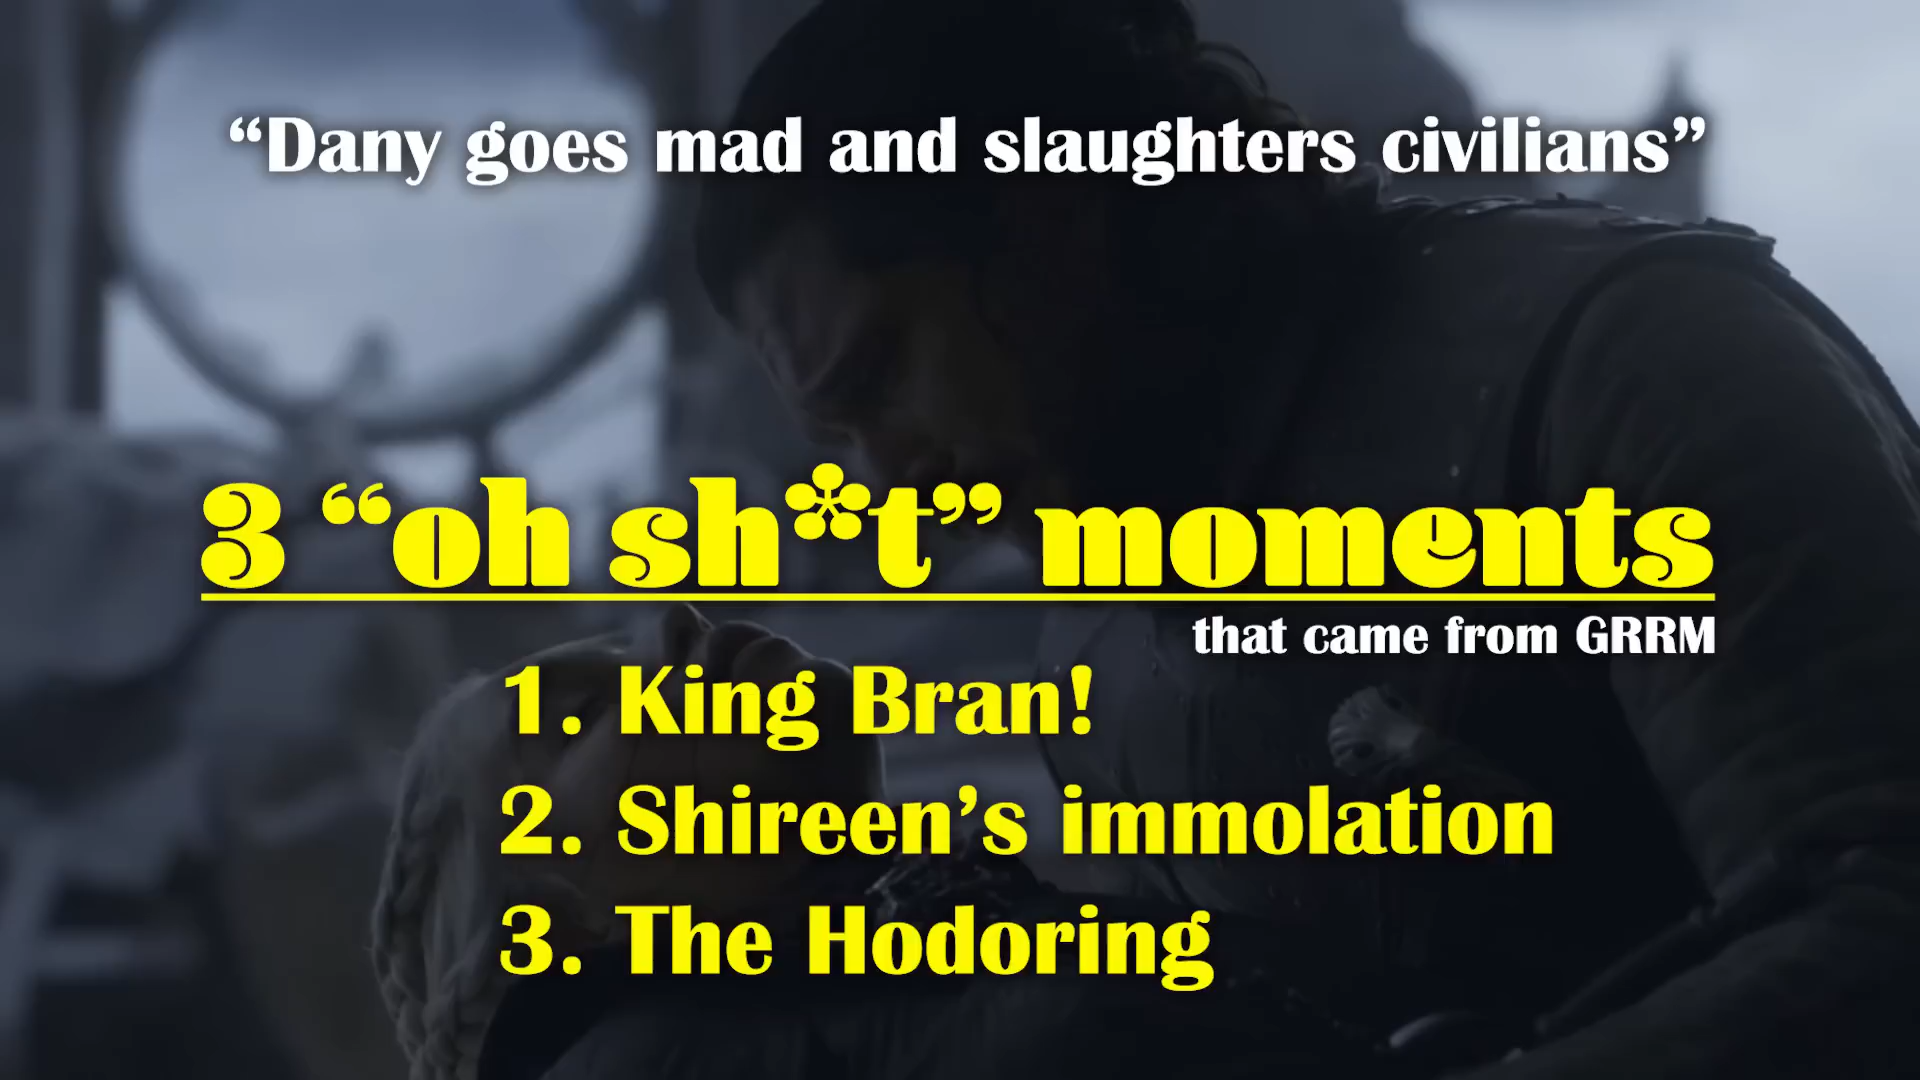 “Dany goes mad and slaughters civilians”
3 “oh sh*t” moments
that came from GRRM
1. King Bran!
2. Shireen’s immolation
3. The Hodoring